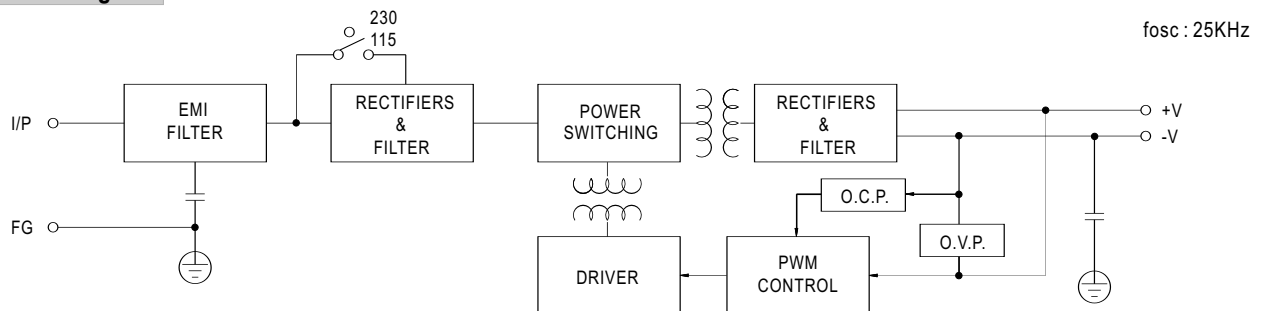 230
115
fosc : 25KHz
I/P
EMI
FILTER
RECTIFIERS
&
FILTER
POWER
SWITCHING
RECTIFIERS
&
FILTER
+V
-V
O.C.P.
FG
O.V.P.
DRIVER
PWM
CONTROL